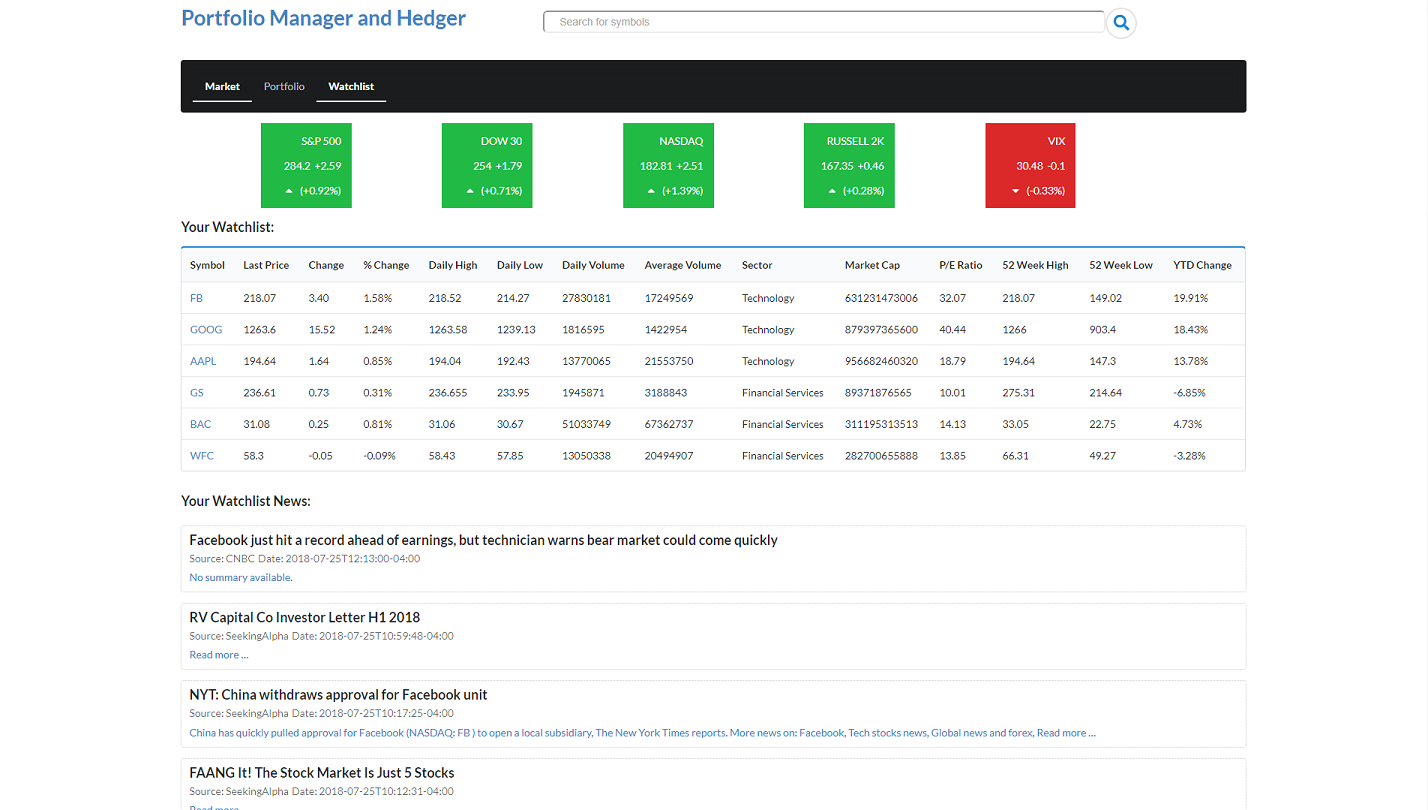 Portfolio Manager and Hedger
Search for symbols
Market Portfolio Watchlist
S&P 500 DOW 30 NASDAQ RUSSELL 2K VIX
284.2 +2.59 254 +1.79 182.81 +2.51 167.35 +0.46 30.48 -0.1
(+0.92%) (+0.71%) (+1.39%) (+0.28%) (-0.33%)
Your Watchlist:
Symbol Last Price Change % Change Daily High Daily Low Daily Volume Average Volume Sector Market Cap P/E Ratio 52 Week High 52 Week Low YTD Change
FB 218.07 3.40 1.58% 218.52 214.27 27830181 17249569 Technology 631231473006 32.07 218.07 149.02 19.91%
GOOG 1263.6 15.52 1.24% 1263.58 1239.13 1816595 1422954 Technology 879397365600 40.44 1266 903.4 18.43%
AAPL 194.64 1.64 0.85% 194.04 192.43 13770065 21553750 Technology 956682460320 18.79 194.64 147.3 13.78%
GS 236.61 0.73 0.31% 236.655 233.95 1945871 3188843 Financial Services 89371876565 10.01 275.31 214.64 -6.85%
BAC 31.08 0.25 0.81% 31.06 30.67 51033749 67362737 Financial Services 311195313513 14.13 33.05 22.75 4.73%
WFC 58.3 -0.05 -0.09% 58.43 57.85 13050338 20494907 Financial Services 282700655888 13.85 66.31 49.27 -3.28%
Your Watchlist News:
Facebook just hit a record ahead of earnings, but technician warns bear market could come quickly
Source: CNBC Date: 2018-07-25T12:13:00-04:00
No summary available.
RV Capital Co Investor Letter H1 2018
Source: SeekingAlpha Date: 2018-07-25T10:59:48-04:00
Read more ...
NYT: China withdraws approval for Facebook unit
Source: SeekingAlpha Date: 2018-07-25T10:17:25-04:00
China has quickly pulled approval for Facebook (NASDAQ: FB ) to open a local subsidiary, The New York Times reports. More news on: Facebook, Tech stocks news, Global news and forex, Read more ...
FAANG It! The Stock Market Is Just 5 Stocks
Source: SeekingAlpha Date: 2018-07-25T10:12:31-04:00
Read more